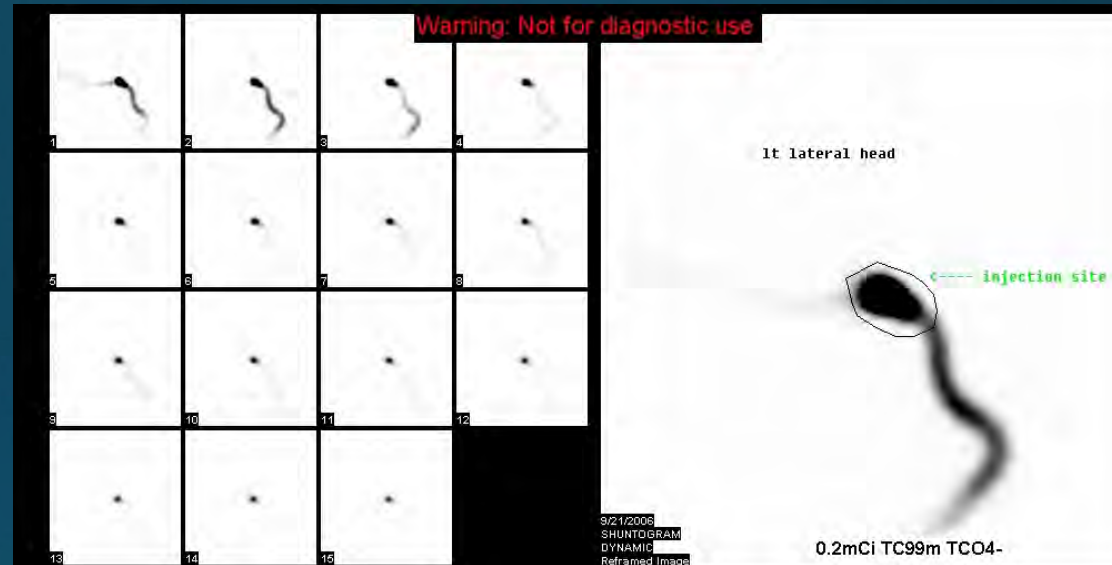 Warning: Not for diagnostic use
1
2
3
4
5
6
7
8
9
10
11
12
13
14
15
lt lateral head
<---- injection site
9/21/2006
SHUNTOGRAM
DYNAMIC
Reframed Image
0.2mCi TC99m TCO4-